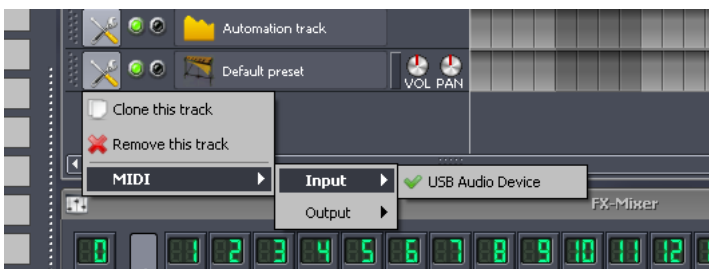 Automation track
Default preset
VOL PAN
Clone this track
Remove this track
MIDI
Input
USB Audio Device
Output
FX-Mixer
0 1 2 3 4 5 6 7 8 9 10 11 12